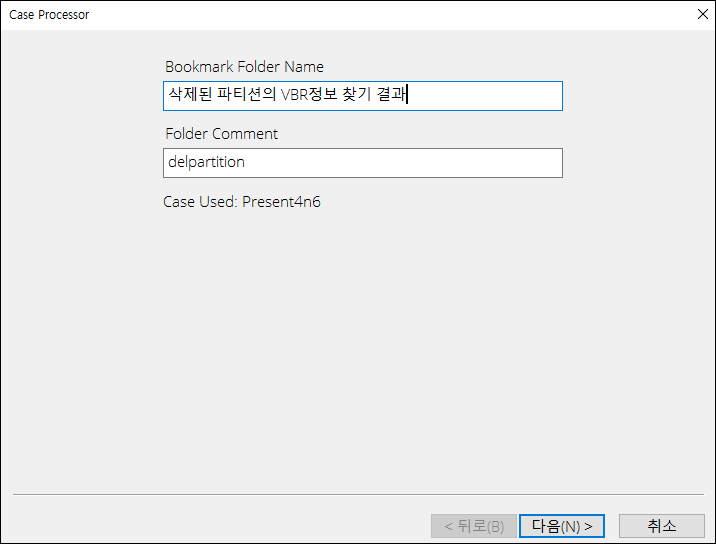 Case Processor
Bookmark Folder Name
삭제된 파티션의 VBR정보 찾기 결과
Folder Comment
delpartition
Case Used: Present4n6
< 뒤로(B) 다음(N) > 취소